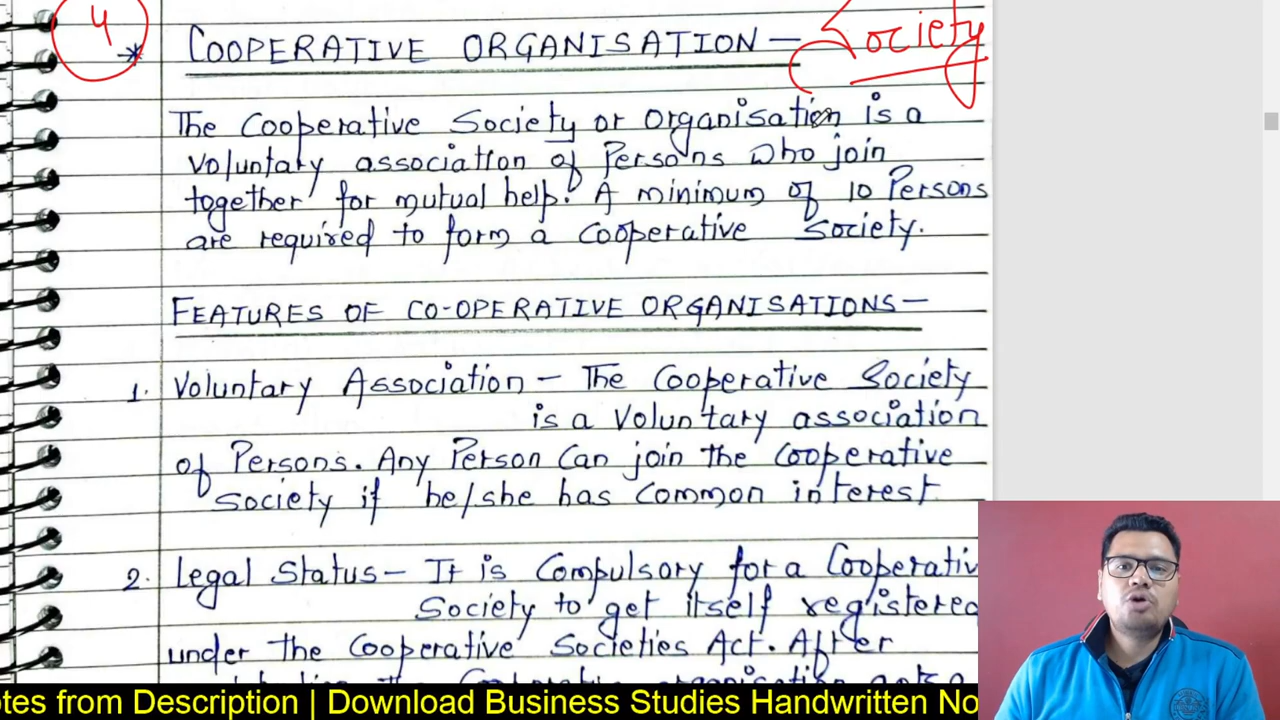 4
* COOPERATIVE ORGANISATION — Society
The Cooperative Society or Organisation is a
Voluntary association of Persons who join
together for mutual help. A minimum of 10 Persons
are required to form a Cooperative Society.
FEATURES OF CO-OPERATIVE ORGANISATIONS —
1. Voluntary Association — The Cooperative Society
is a Voluntary association
of Persons. Any Person Can join the Cooperative
Society if he/she has Common interest
2. Legal Status — It is Compulsory for a Cooperativ
Society to get itself registered
under the Cooperative Societies Act. After
otes from Description | Download Business Studies Handwritten No